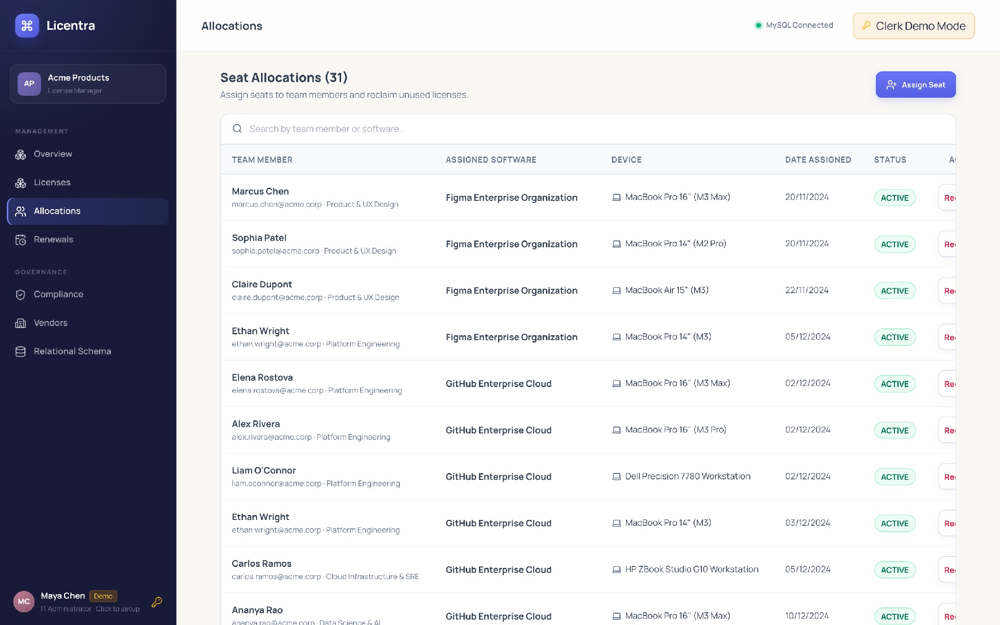 Licentra
AP
Acme Products
License Manager
MANAGEMENT
Overview
Licenses
Allocations
Renewals
GOVERNANCE
Compliance
Vendors
Relational Schema
MC
Maya Chen Demo
IT Administrator · Click to setup
Allocations
MySQL Connected
Clerk Demo Mode
Seat Allocations (31)
Assign seats to team members and reclaim unused licenses.
Assign Seat
Search by team member or software...
TEAM MEMBER ASSIGNED SOFTWARE DEVICE DATE ASSIGNED STATUS
Marcus Chen
marcus.chen@acme.corp · Product & UX Design
Figma Enterprise Organization
MacBook Pro 16" (M3 Max)
20/11/2024
ACTIVE
Sophia Patel
sophia.patel@acme.corp · Product & UX Design
Figma Enterprise Organization
MacBook Pro 14" (M2 Pro)
20/11/2024
ACTIVE
Claire Dupont
claire.dupont@acme.corp · Product & UX Design
Figma Enterprise Organization
MacBook Air 15" (M3)
22/11/2024
ACTIVE
Ethan Wright
ethan.wright@acme.corp · Platform Engineering
Figma Enterprise Organization
MacBook Pro 14" (M3)
05/12/2024
ACTIVE
Elena Rostova
elena.rostova@acme.corp · Platform Engineering
GitHub Enterprise Cloud
MacBook Pro 16" (M3 Max)
02/12/2024
ACTIVE
Alex Rivera
alex.rivera@acme.corp · Platform Engineering
GitHub Enterprise Cloud
MacBook Pro 16" (M3 Pro)
02/12/2024
ACTIVE
Liam O'Connor
liam.oconnor@acme.corp · Platform Engineering
GitHub Enterprise Cloud
Dell Precision 7780 Workstation
02/12/2024
ACTIVE
Ethan Wright
ethan.wright@acme.corp · Platform Engineering
GitHub Enterprise Cloud
MacBook Pro 14" (M3)
03/12/2024
ACTIVE
Carlos Ramos
carlos.ramos@acme.corp · Cloud Infrastructure & SRE
GitHub Enterprise Cloud
HP ZBook Studio G10 Workstation
05/12/2024
ACTIVE
Ananya Rao
ananya.rao@acme.corp · Data Science & AI
GitHub Enterprise Cloud
MacBook Pro 16" (M3 Max)
10/12/2024
ACTIVE